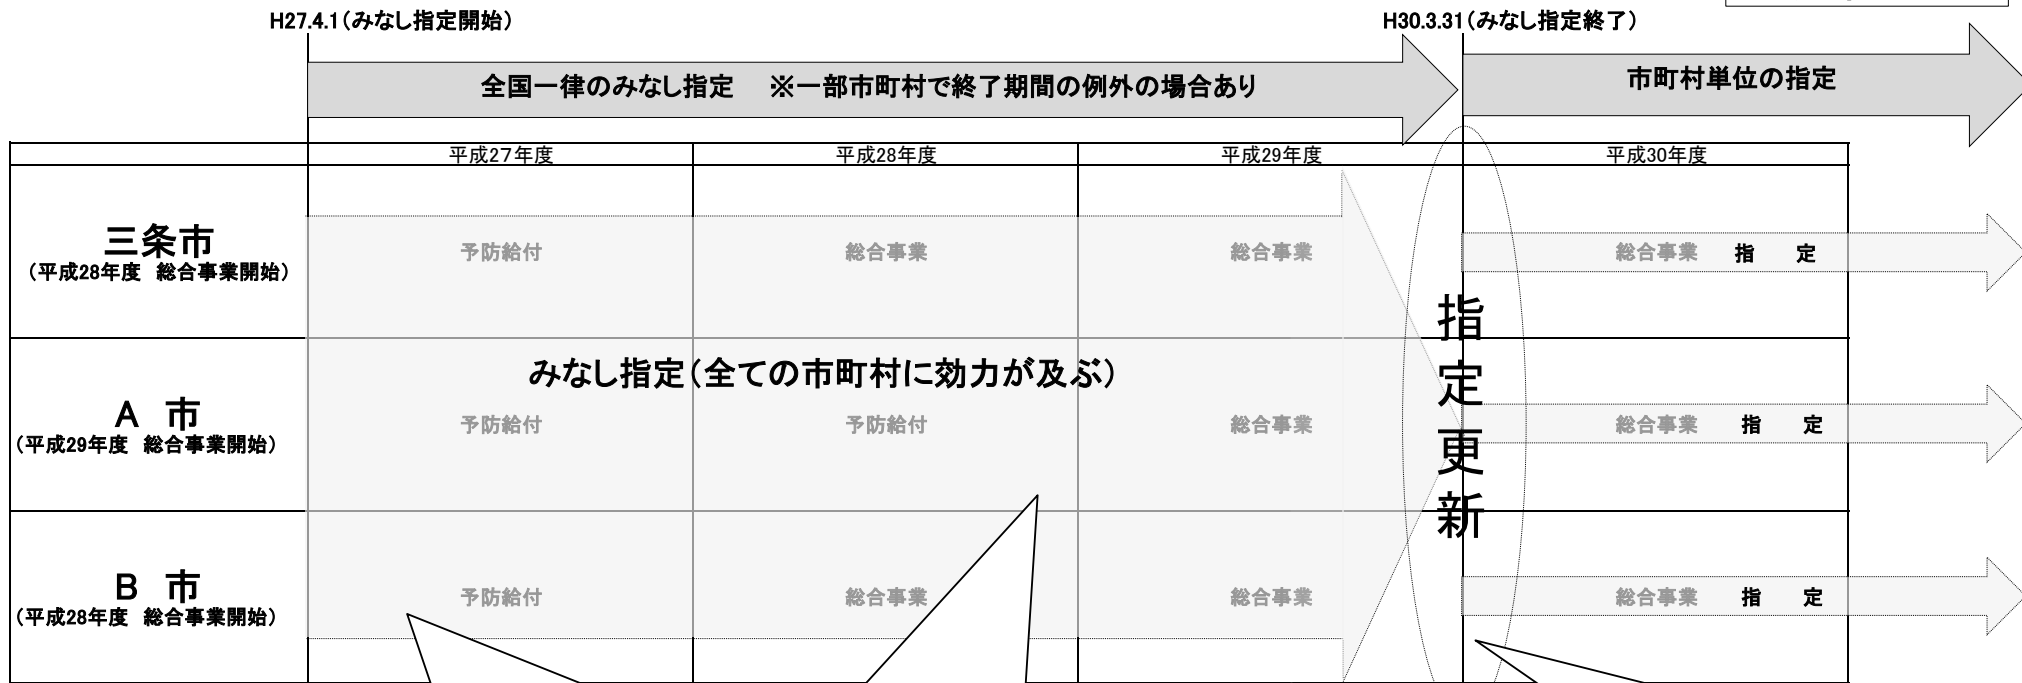 H27.4.1（みなし指定開始）
H30.3.31（みなし指定終了）
全国一律のみなし指定　※一部市町村で終了期間の例外の場合あり
市町村単位の指定
平成27年度
平成28年度
平成29年度
平成30年度
三条市
（平成28年度　総合事業開始）
予防給付
総合事業
総合事業
総合事業　指　定
みなし指定（全ての市町村に効力が及ぶ）
A　市
（平成29年度　総合事業開始）
予防給付
予防給付
総合事業
総合事業　指　定
B　市
（平成28年度　総合事業開始）
予防給付
総合事業
総合事業
総合事業　指　定
指定更新